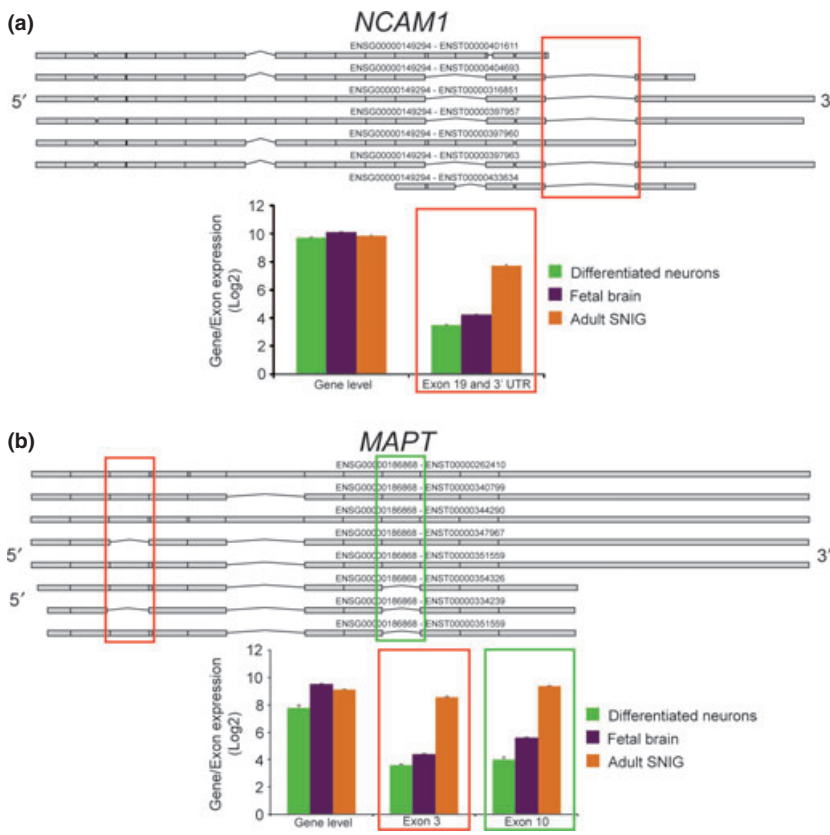 (a)
NCAM1
ENSG00000149294 - ENST00000401611
ENSG00000149294 - ENST00000404693
5′
ENSG00000149294 - ENST00000316851
3′
ENSG00000149294 - ENST00000397957
ENSG00000149294 - ENST00000397960
ENSG00000149294 - ENST00000397963
ENSG00000149294 - ENST00000433634
Gene/Exon expression
(Log2)
12
10
8
6
4
2
0
Gene level
Exon 19 and 3′ UTR
Differentiated neurons
Fetal brain
Adult SNIG
(b)
MAPT
ENSG00000186868 - ENST00000262410
ENSG00000186868 - ENST00000340799
ENSG00000186868 - ENST00000344290
ENSG00000186868 - ENST00000347967
5′
ENSG00000186868 - ENST00000351559
3′
ENSG00000186868 - ENST00000354326
5′
ENSG00000186868 - ENST00000334239
ENSG00000186868 - ENST00000351559
Gene/Exon expression
(Log2)
12
10
8
6
4
2
0
Gene level
Exon 3
Exon 10
Differentiated neurons
Fetal brain
Adult SNIG